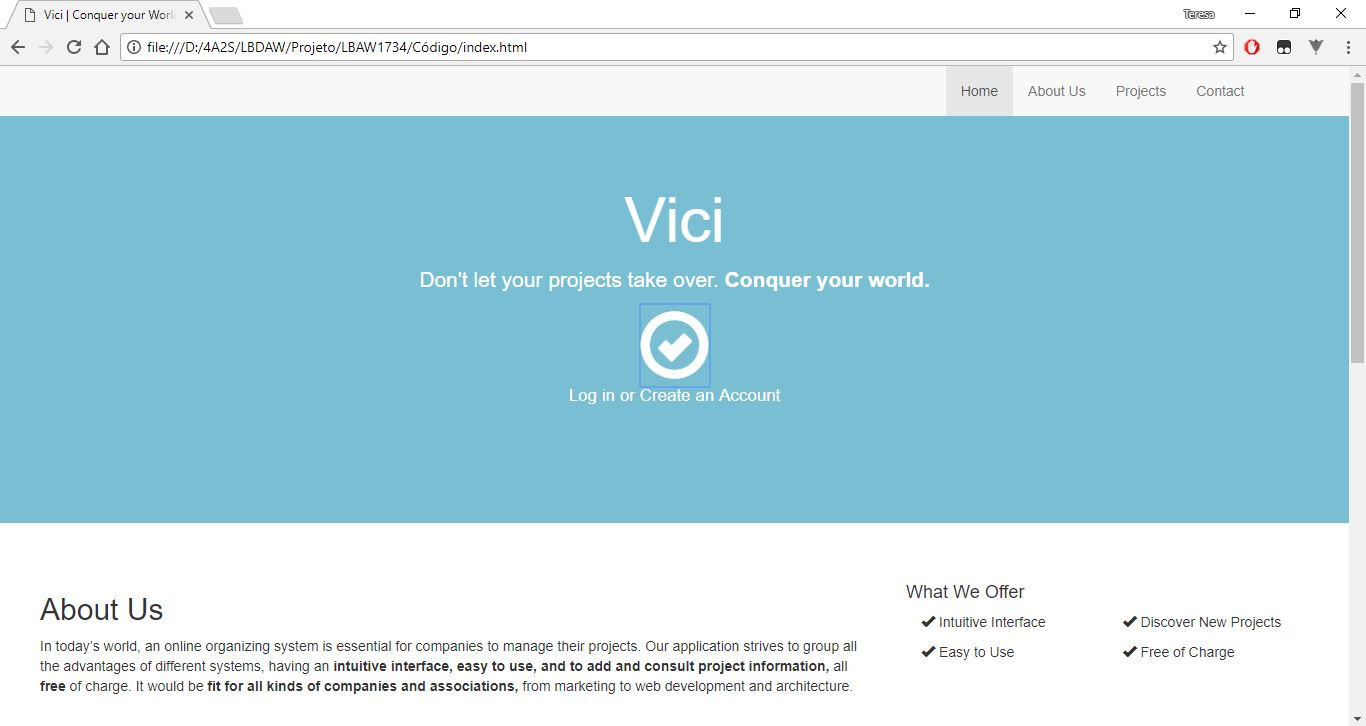 Vici | Conquer your Worl
Teresa
file:///D:/4A2S/LBDAW/Projeto/LBAW1734/Código/index.html
Home About Us Projects Contact
Vici
Don't let your projects take over. Conquer your world.
Log in or Create an Account
About Us
In today’s world, an online organizing system is essential for companies to manage their projects. Our application strives to group all
the advantages of different systems, having an intuitive interface, easy to use, and to add and consult project information, all
free of charge. It would be fit for all kinds of companies and associations, from marketing to web development and architecture.
What We Offer
Intuitive Interface
Easy to Use
Discover New Projects
Free of Charge